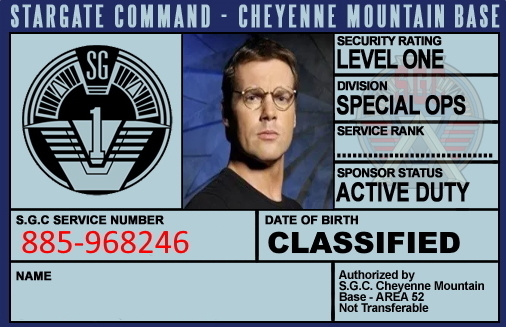 STARGATE COMMAND - CHEYENNE MOUNTAIN BASE
SG
1
SECURITY RATING
LEVEL ONE
DIVISION
SPECIAL OPS
SERVICE RANK
SPONSOR STATUS
ACTIVE DUTY
S.G.C SERVICE NUMBER
885-968246
DATE OF BIRTH
CLASSIFIED
NAME
Authorized by
S.G.C. Cheyenne Mountain
Base - AREA 52
Not Transferable